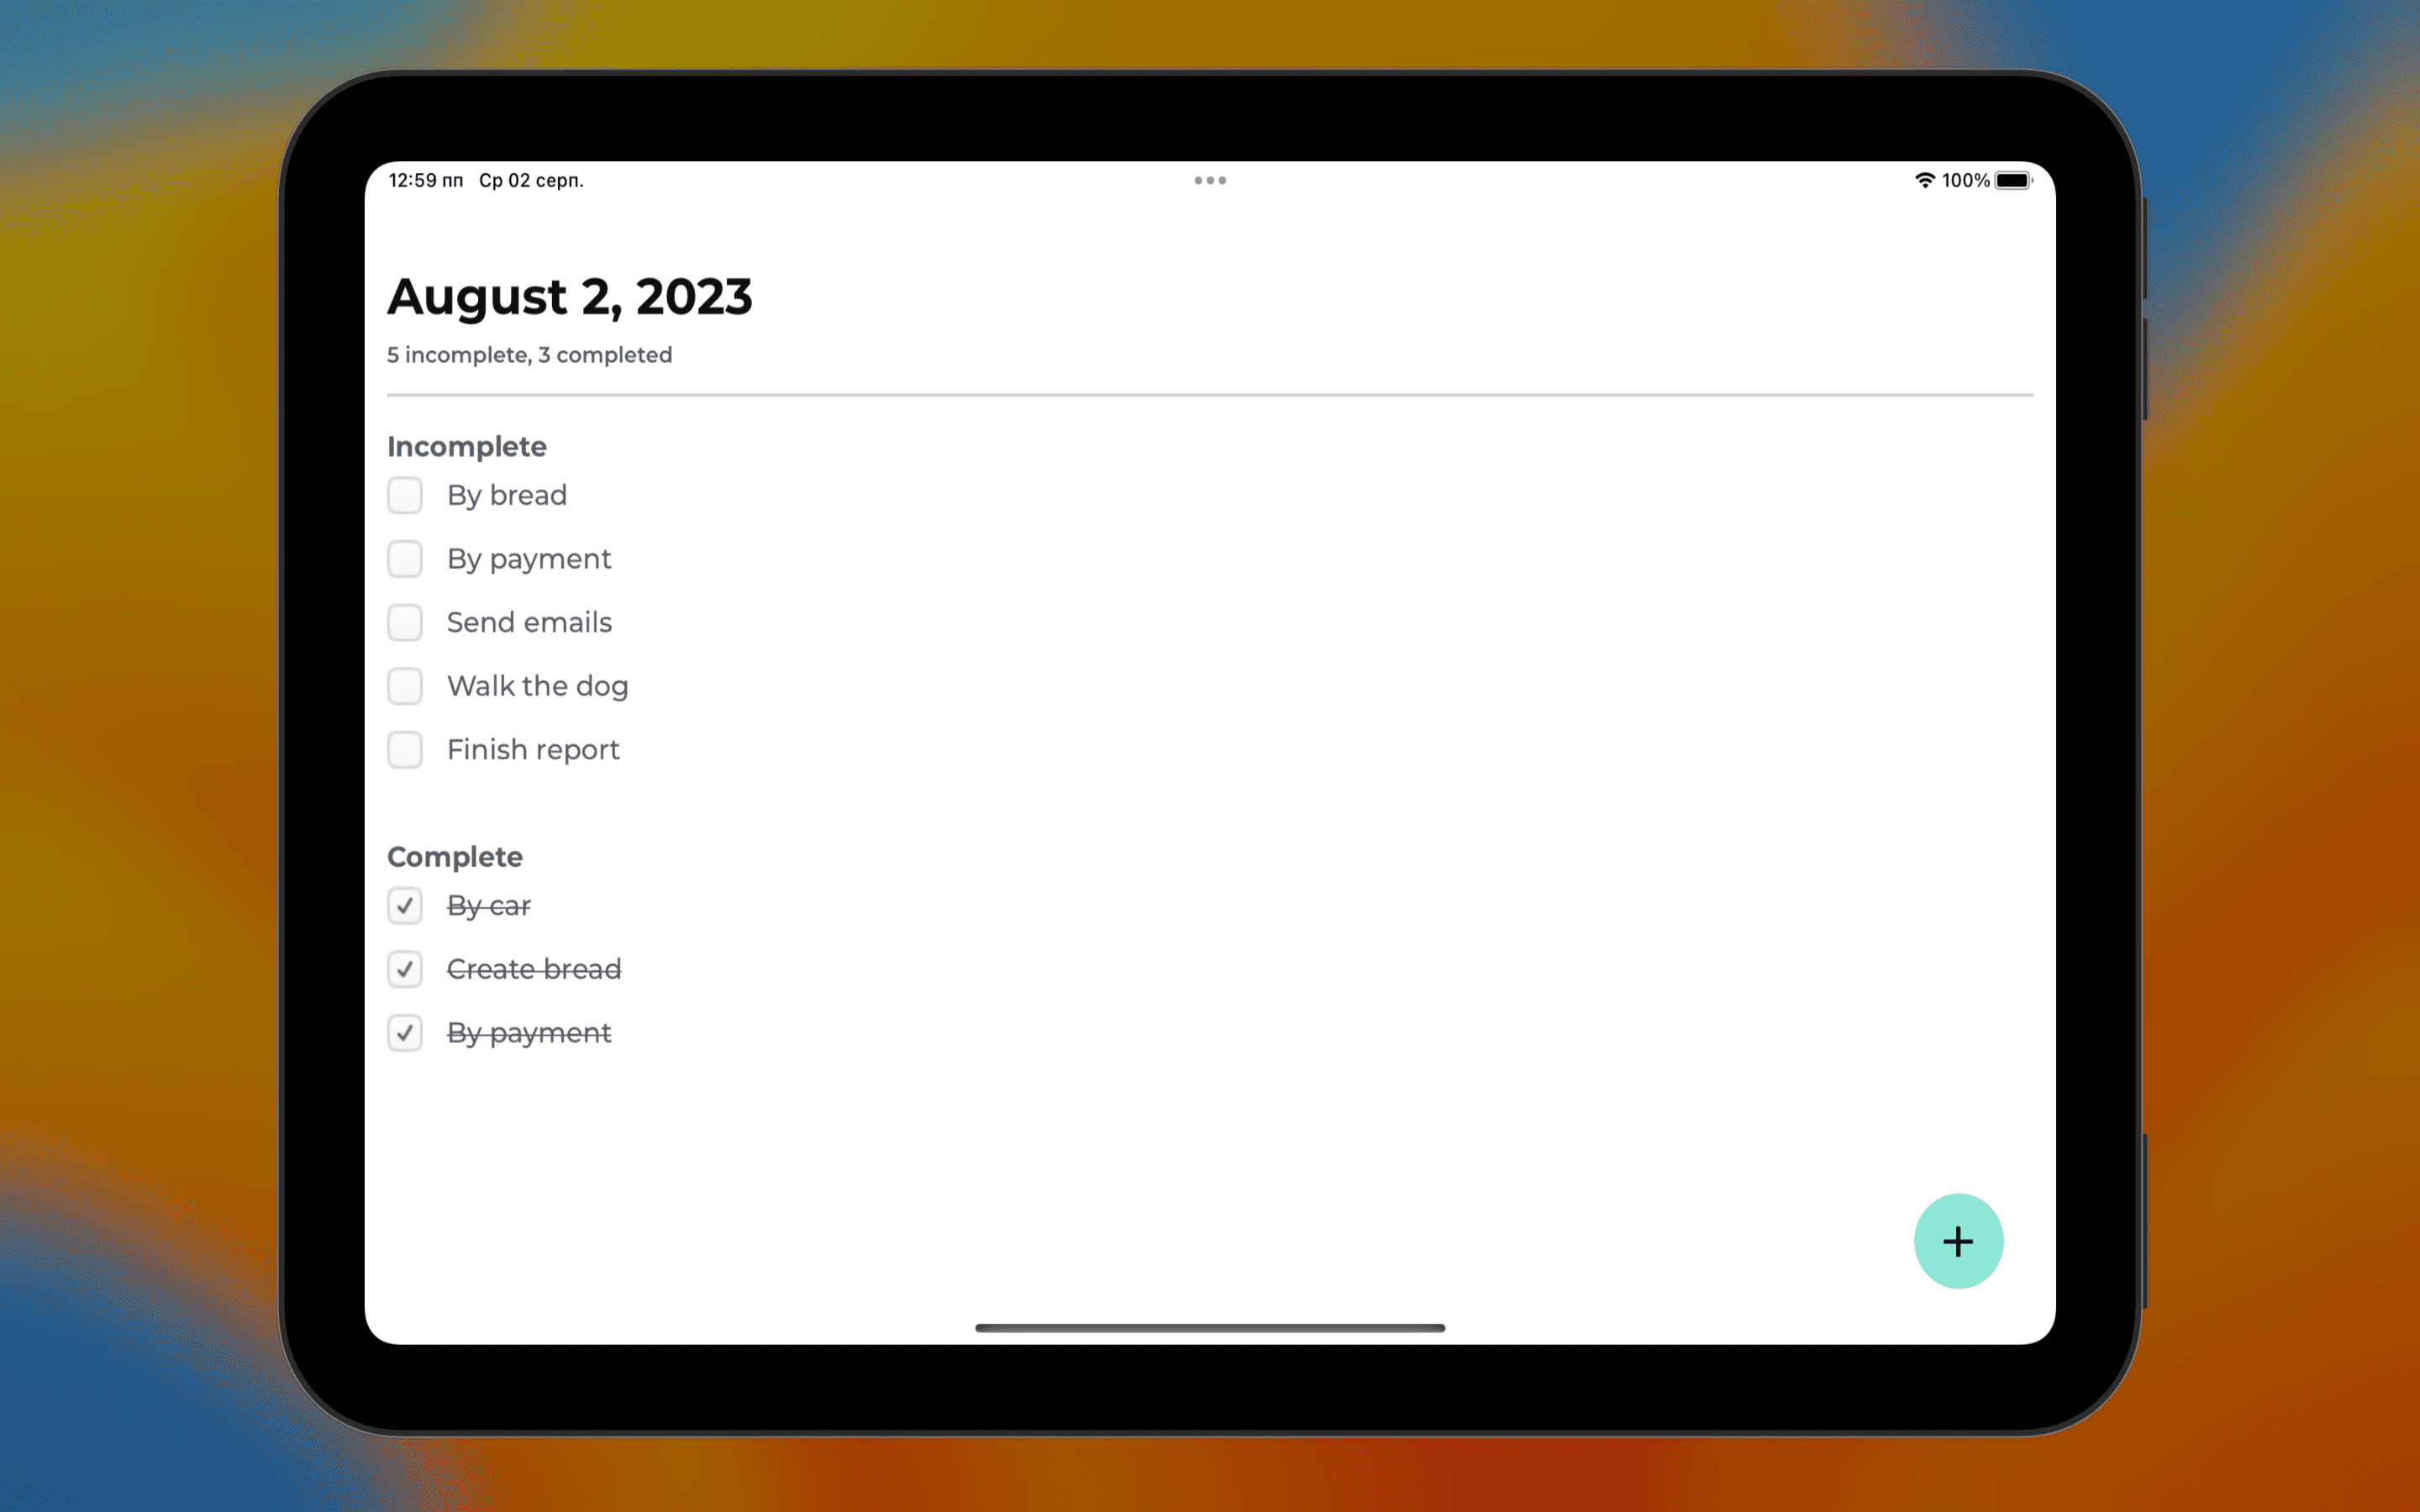 12:59 пп Ср 02 серп.
100%
August 2, 2023
5 incomplete, 3 completed
Incomplete
By bread
By payment
Send emails
Walk the dog
Finish report
Complete
By car
Create bread
By payment